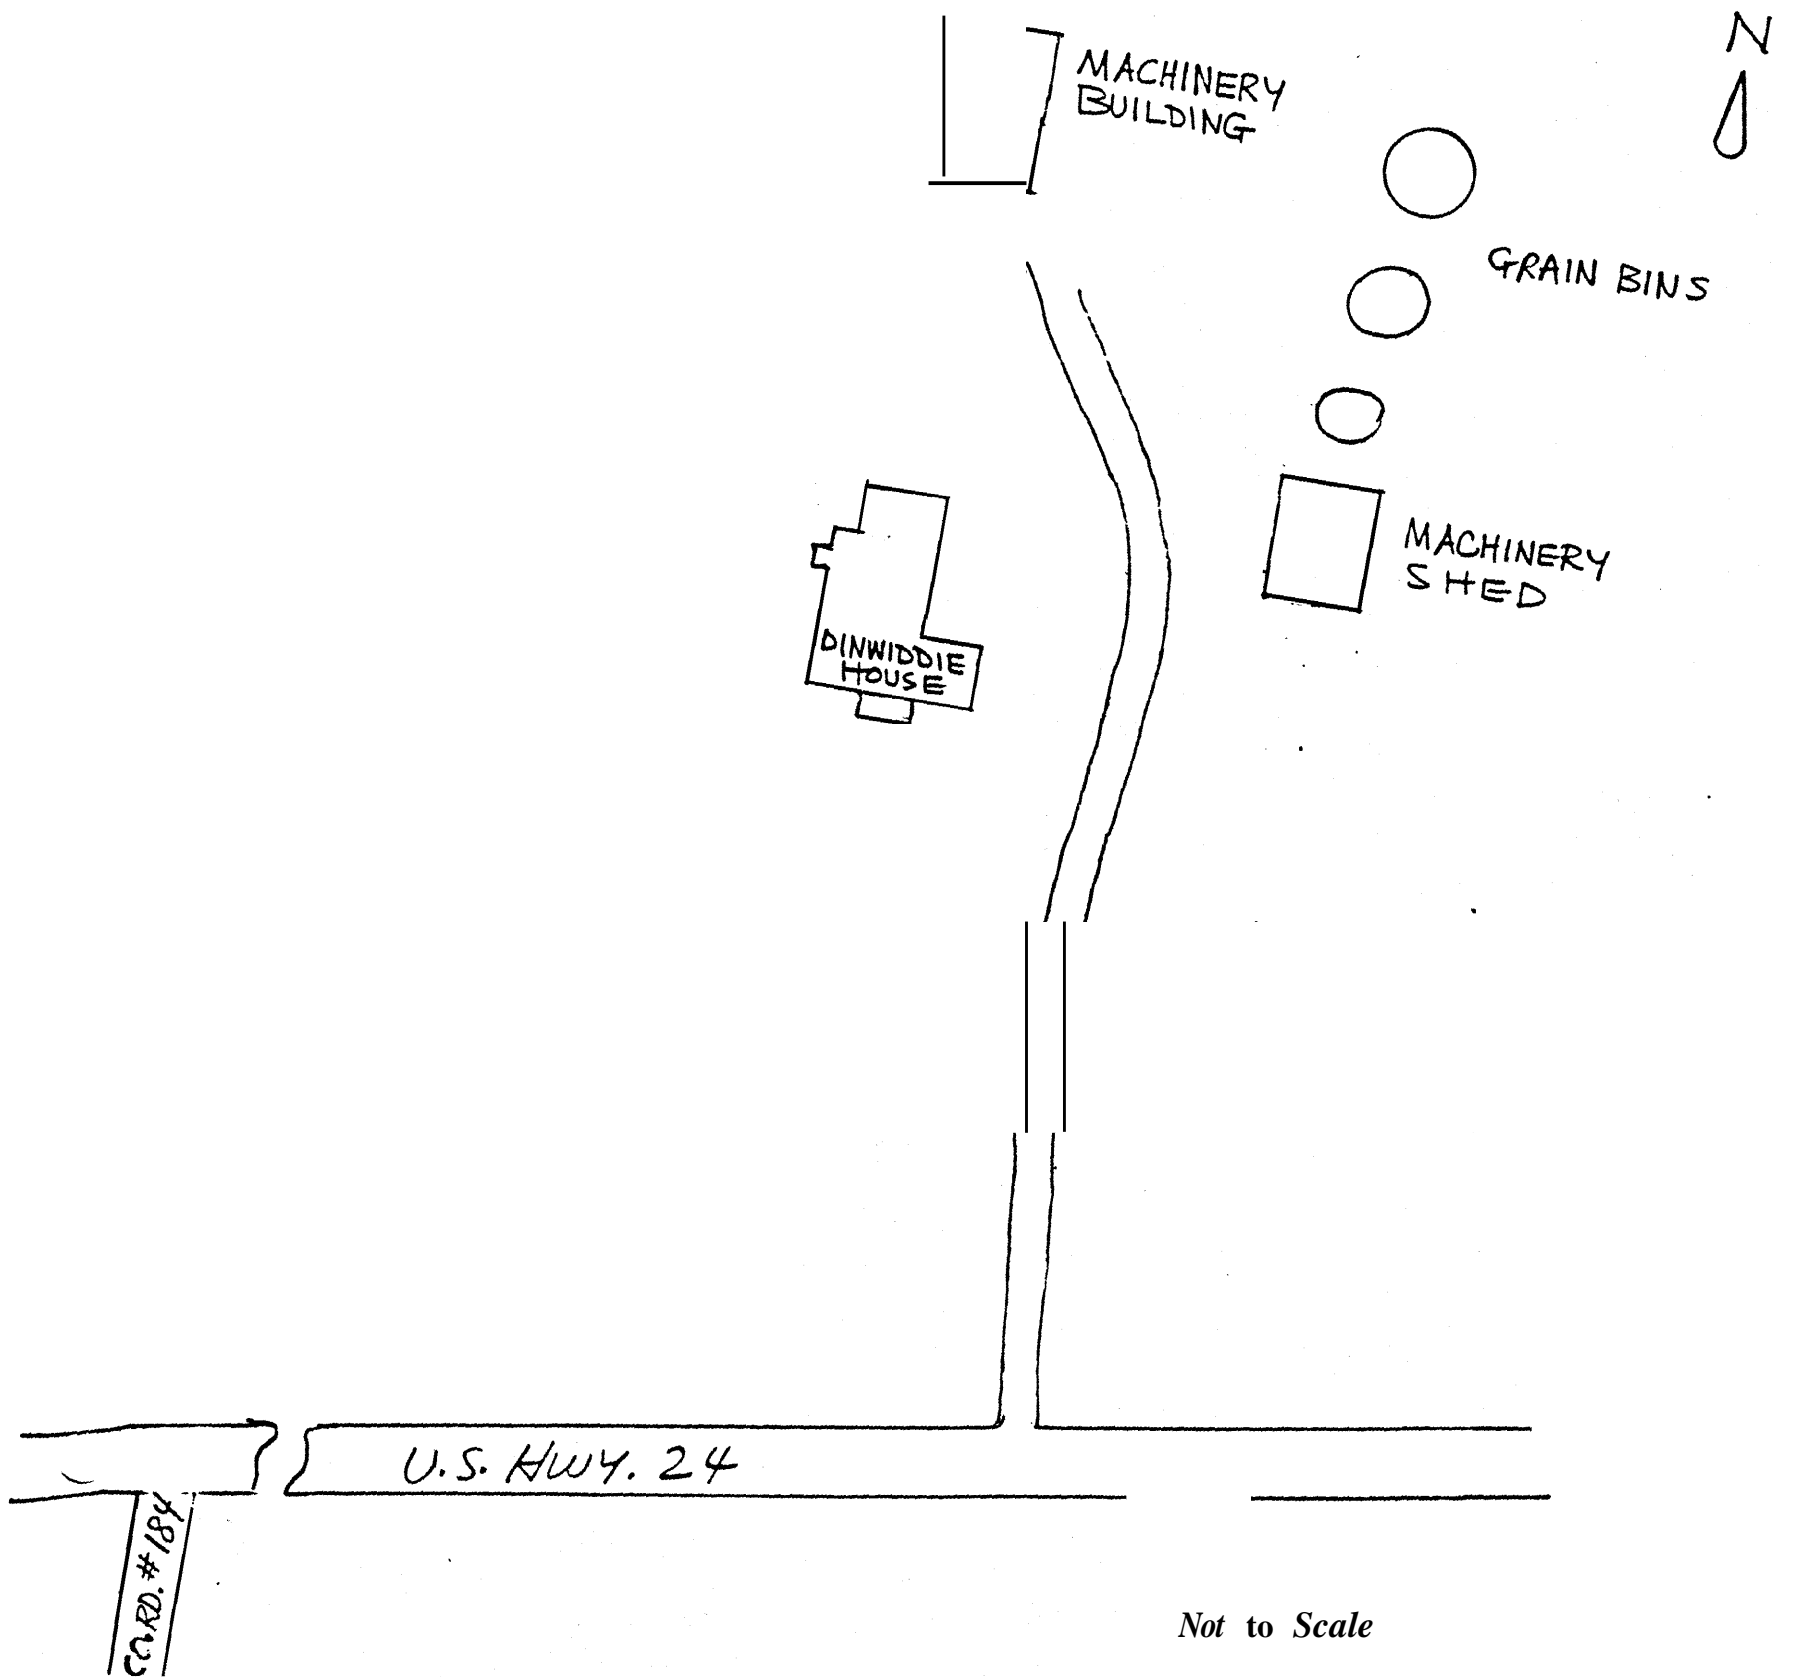 N
MACHINERY
BUILDING
GRAIN BINS
MACHINERY
SHED
DINWIDDIE
HOUSE
U.S. HWY. 24
CO. RD. #184
Not to Scale